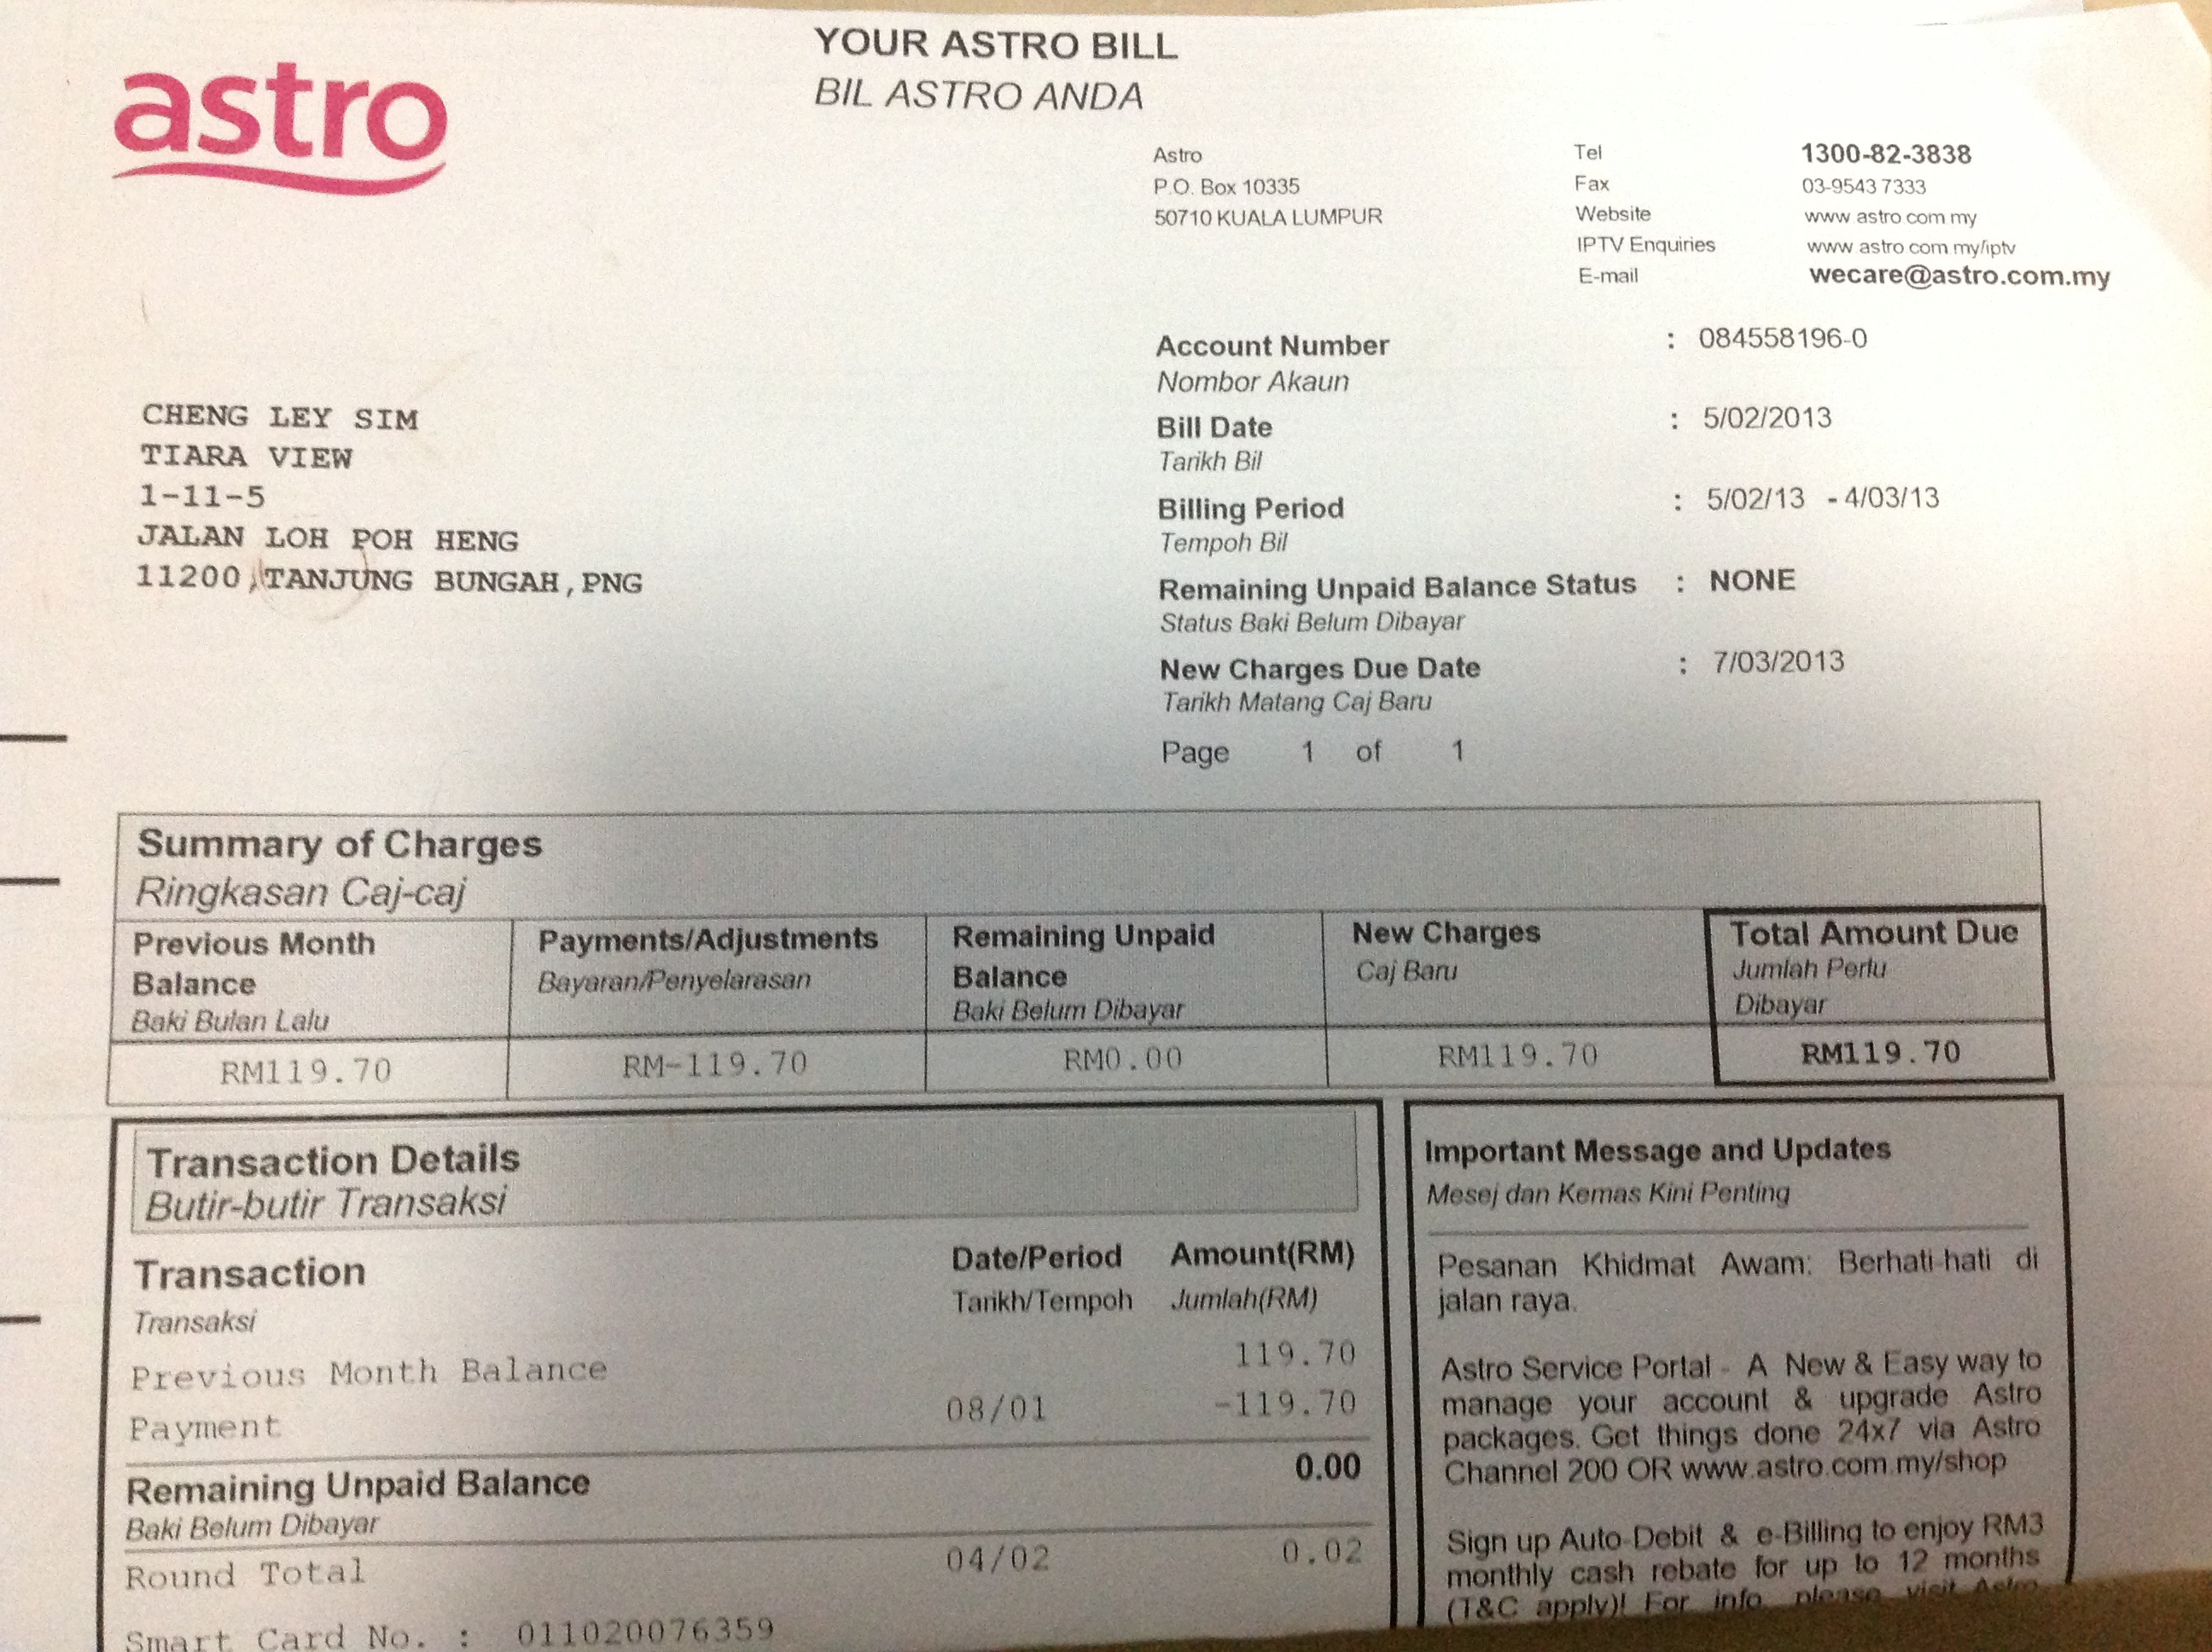 astro
YOUR ASTRO BILL
BIL ASTRO ANDA
Astro
P.O. Box 10335
50710 KUALA LUMPUR
Tel 1300-82-3838
Fax 03-9543 7333
Website www astro com my
IPTV Enquiries www astro com my/iptv
E-mail wecare@astro.com.my
CHENG LEY SIM
TIARA VIEW
1-11-5
JALAN LOH POH HENG
11200,TANJUNG BUNGAH,PNG
Account Number : 084558196-0
Nombor Akaun
Bill Date : 5/02/2013
Tarikh Bil
Billing Period : 5/02/13 - 4/03/13
Tempoh Bil
Remaining Unpaid Balance Status : NONE
Status Baki Belum Dibayar
New Charges Due Date : 7/03/2013
Tarikh Matang Caj Baru
Page 1 of 1
Summary of Charges
Ringkasan Caj-caj
Previous Month
Balance
Baki Bulan Lalu
RM119.70
Payments/Adjustments
Bayaran/Penyelarasan
RM-119.70
Remaining Unpaid
Balance
Baki Belum Dibayar
RM0.00
New Charges
Caj Baru
RM119.70
Total Amount Due
Jumlah Perlu
Dibayar
RM119.70
Transaction Details
Butir-butir Transaksi
Transaction Date/Period Amount(RM)
Transaksi Tarikh/Tempoh Jumlah(RM)
Previous Month Balance 119.70
Payment 08/01 -119.70
Remaining Unpaid Balance 0.00
Baki Belum Dibayar
Round Total 04/02 0.02
Smart Card No. : 011020076359
Important Message and Updates
Mesej dan Kemas Kini Penting
Pesanan Khidmat Awam: Berhati-hati di
jalan raya.
Astro Service Portal - A New & Easy way to
manage your account & upgrade Astro
packages. Get things done 24x7 via Astro
Channel 200 OR www.astro.com.my/shop
Sign up Auto-Debit & e-Billing to enjoy RM3
monthly cash rebate for up to 12 months
(T&C apply)! For info, please visit Astro